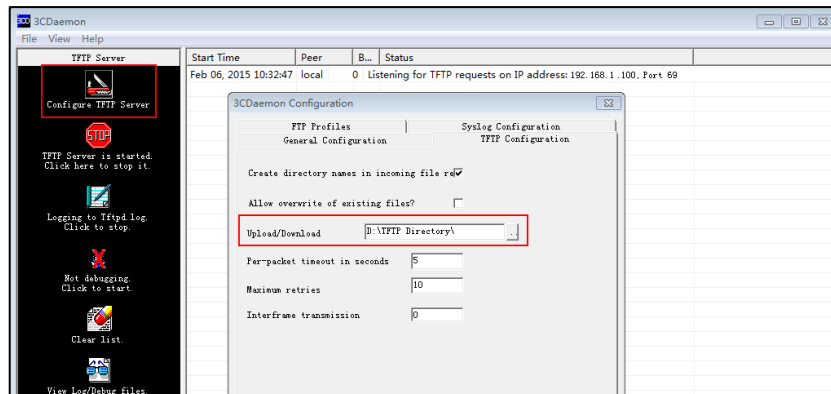 3CD 3CDaemon
File View Help
TFTP Server
Configure TFTP Server
STOP
TFTP Server is started.
Click here to stop it.
Logging to Tftpd.log.
Click to stop.
Not debugging.
Click to start.
Clear list.
View Log/Debug files.
Start Time Peer B... Status
Feb 06, 2015 10:32:47 local 0 Listening for TFTP requests on IP address: 192.168.1.100, Port 69
3CDaemon Configuration
FTP Profiles Syslog Configuration
General Configuration TFTP Configuration
Create directory names in incoming file re
Allow overwrite of existing files?
Upload/Download D:\TFTP Directory\ ..
Per-packet timeout in seconds 5
Maximum retries 10
Interframe transmission 0